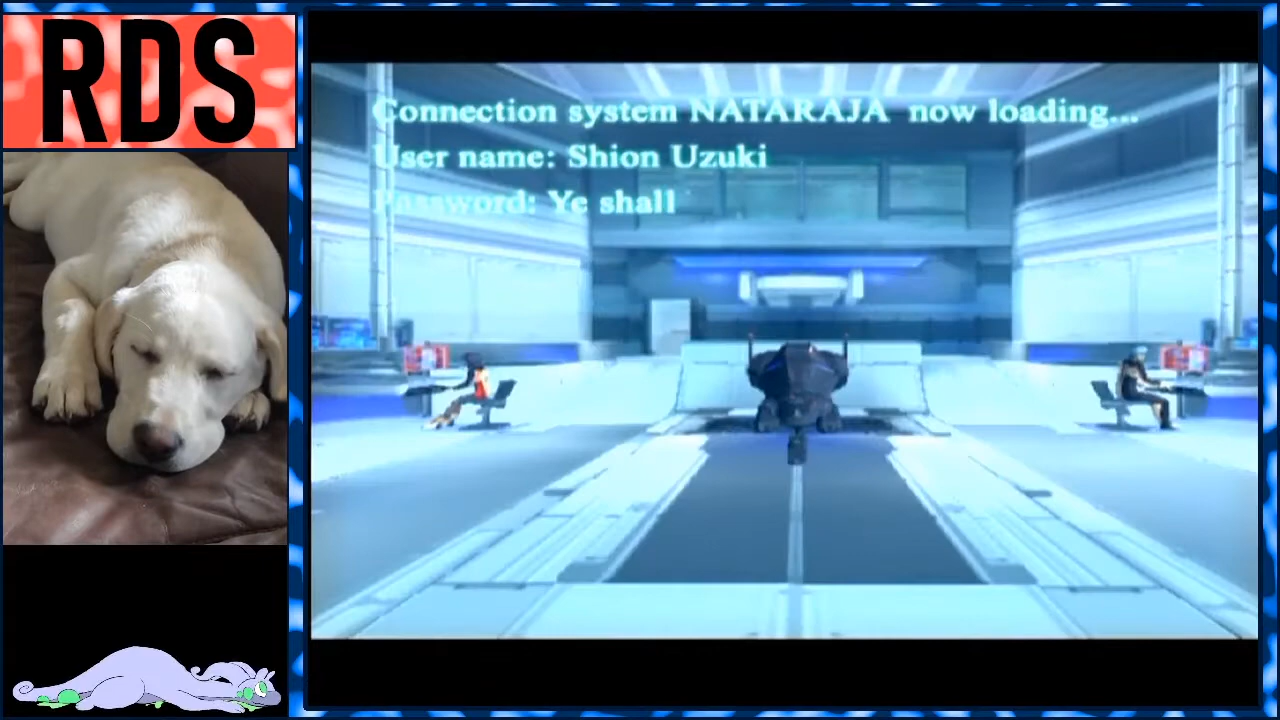 RDS
Connection system NATARAJA now loading...
User name: Shion Uzuki
Password: Ye shall